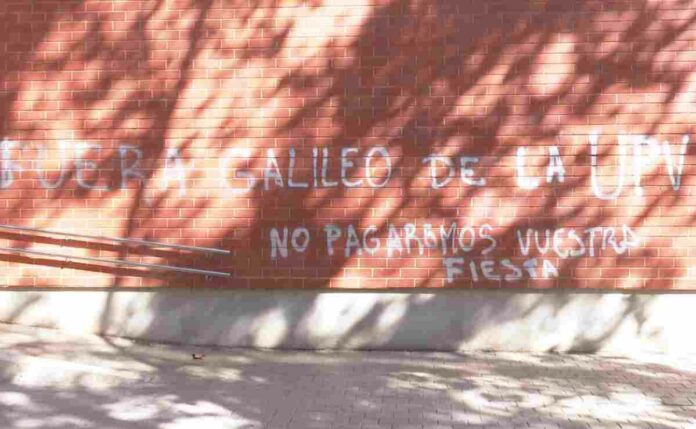 FUERA GALILEO DE LA UPV
NO PAGAREMOS VUESTRA
FIESTA